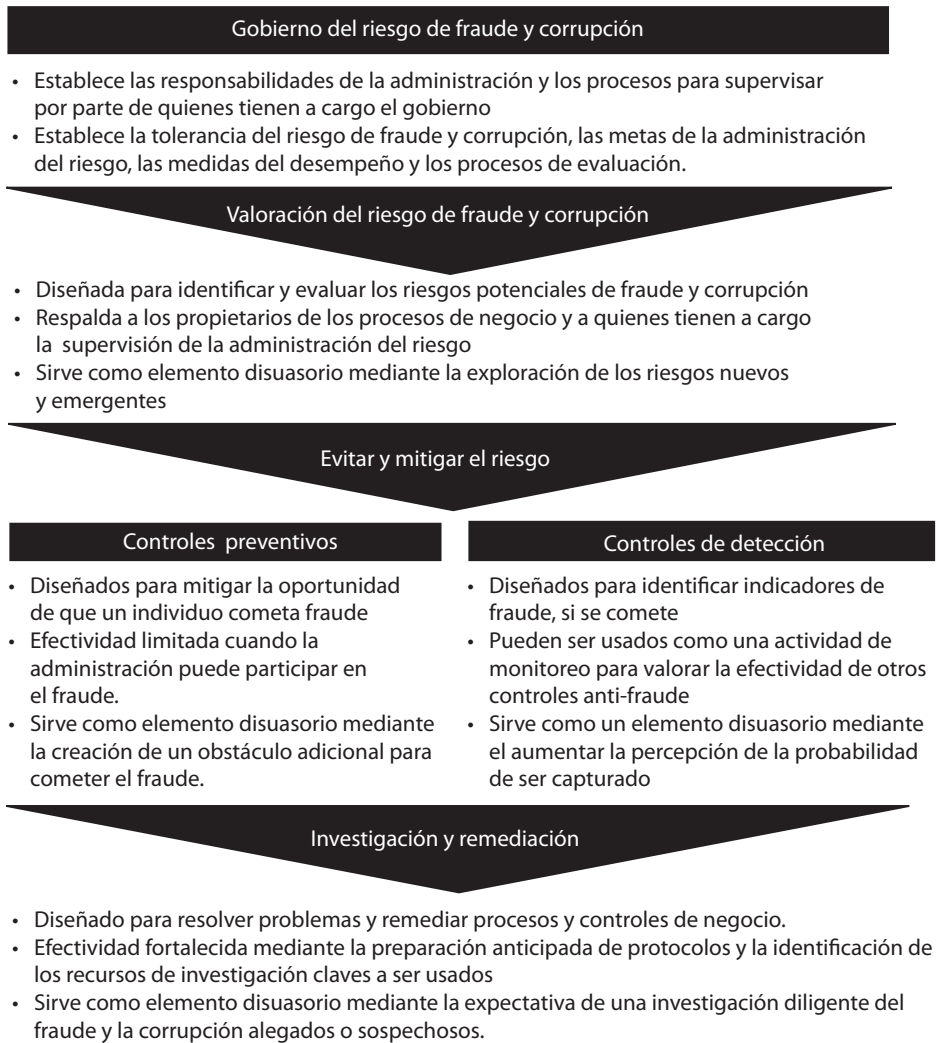 Gobierno del riesgo de fraude y corrupción
• Establece las responsabilidades de la administración y los procesos para supervisar
por parte de quienes tienen a cargo el gobierno
• Establece la tolerancia del riesgo de fraude y corrupción, las metas de la administración
del riesgo, las medidas del desempeño y los procesos de evaluación.
Valoración del riesgo de fraude y corrupción
• Diseñada para identificar y evaluar los riesgos potenciales de fraude y corrupción
• Respalda a los propietarios de los procesos de negocio y a quienes tienen a cargo
la supervisión de la administración del riesgo
• Sirve como elemento disuasorio mediante la exploración de los riesgos nuevos
y emergentes
Evitar y mitigar el riesgo
Controles preventivos
• Diseñados para mitigar la oportunidad
de que un individuo cometa fraude
• Efectividad limitada cuando la
administración puede participar en
el fraude.
• Sirve como elemento disuasorio mediante
la creación de un obstáculo adicional para
cometer el fraude.
Controles de detección
• Diseñados para identificar indicadores de
fraude, si se comete
• Pueden ser usados como una actividad de
monitoreo para valorar la efectividad de otros
controles anti-fraude
• Sirve como un elemento disuasorio mediante
el aumentar la percepción de la probabilidad
de ser capturado
Investigación y remediación
• Diseñado para resolver problemas y remediar procesos y controles de negocio.
• Efectividad fortalecida mediante la preparación anticipada de protocolos y la identificación de
los recursos de investigación claves a ser usados
• Sirve como elemento disuasorio mediante la expectativa de una investigación diligente del
fraude y la corrupción alegados o sospechosos.